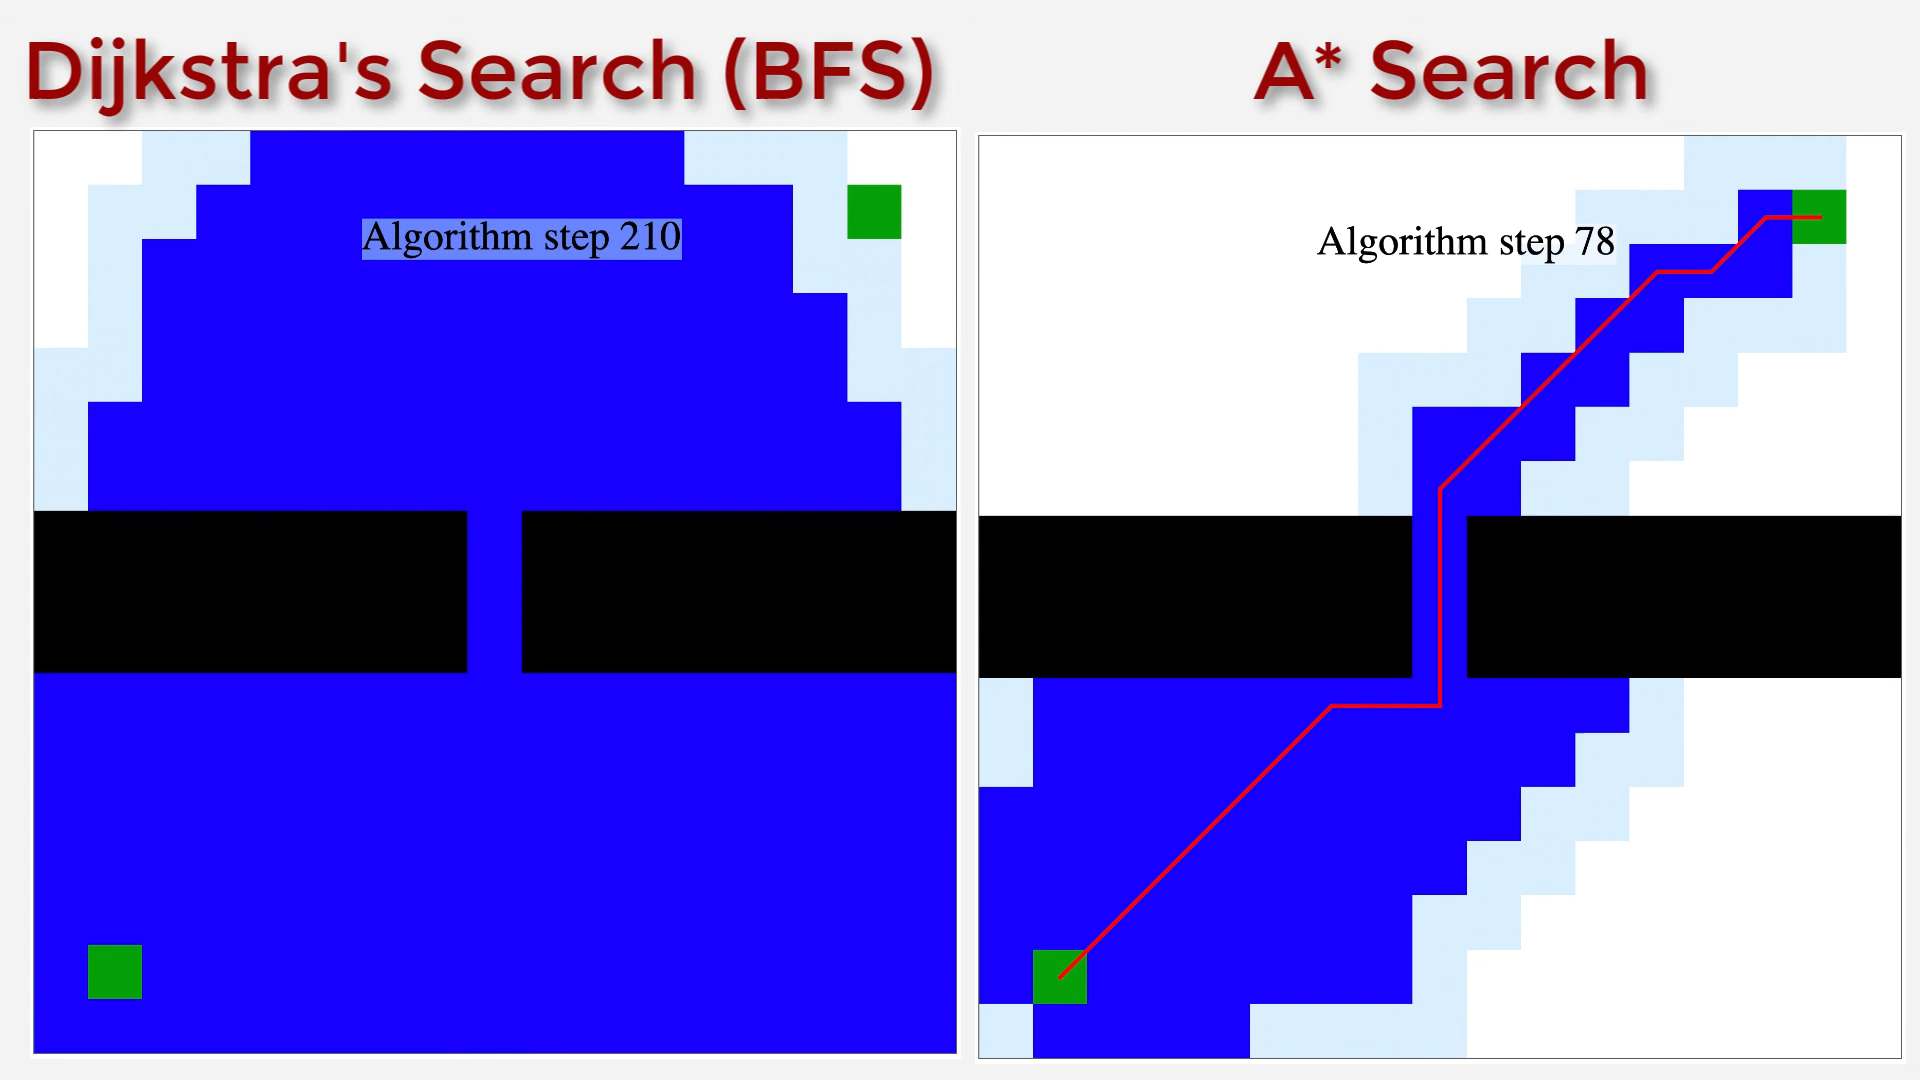 Dijkstra's Search (BFS)
A* Search
Algorithm step 210
Algorithm step 78